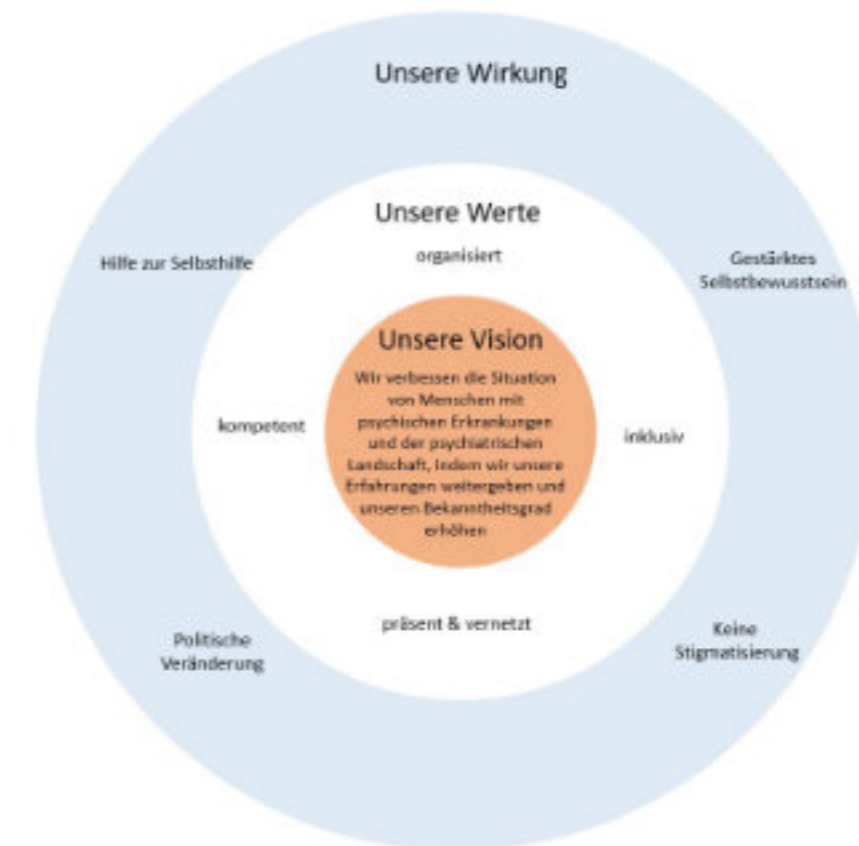 Unsere Wirkung
Unsere Werte
organisiert
Hilfe zur Selbsthilfe
Gestärktes
Selbstbewusstsein
Unsere Vision
Wir verbessen die Situation
von Menschen mit
psychischen Erkrankungen
und der psychiatrischen
Landschaft, indem wir unsere
Erfahrungen weitergeben und
unseren Bekanntheitsgrad
erhöhen
kompetent
inklusiv
präsent & vernetzt
Politische
Veränderung
Keine
Stigmatisierung